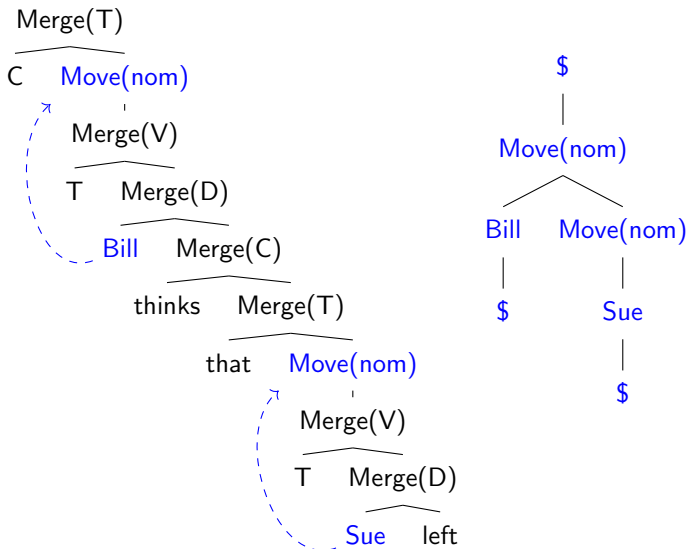 Merge(T)
C Move(nom)
Merge(V)
T Merge(D)
Bill Merge(C)
thinks Merge(T)
that Move(nom)
Merge(V)
T Merge(D)
Sue left
$
Move(nom)
Bill Move(nom)
$ Sue
$